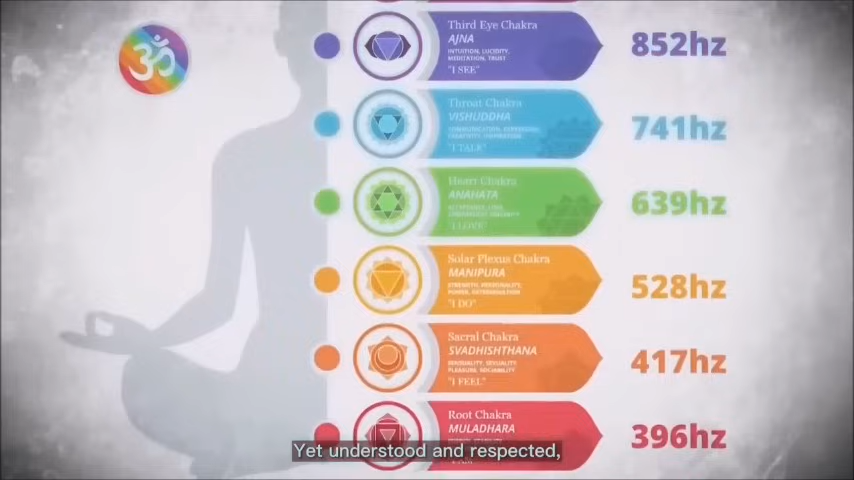 ॐ
Third Eye Chakra
AJNA
INTUITION, LUCIDITY,
MEDITATION, TRUST
"I SEE"
852hz
Throat Chakra
VISHUDDHA
"I TALK"
741hz
Heart Chakra
ANAHATA
"I LOVE"
639hz
Solar Plexus Chakra
MANIPURA
STRENGTH, PERSONALITY,
POWER, DETERMINATION
"I DO"
528hz
Sacral Chakra
SVADHISHTHANA
SENSUALITY, SEXUALITY,
PLEASURE, SOCIABILITY
"I FEEL"
417hz
Root Chakra
MULADHARA
396hz
Yet understood and respected,